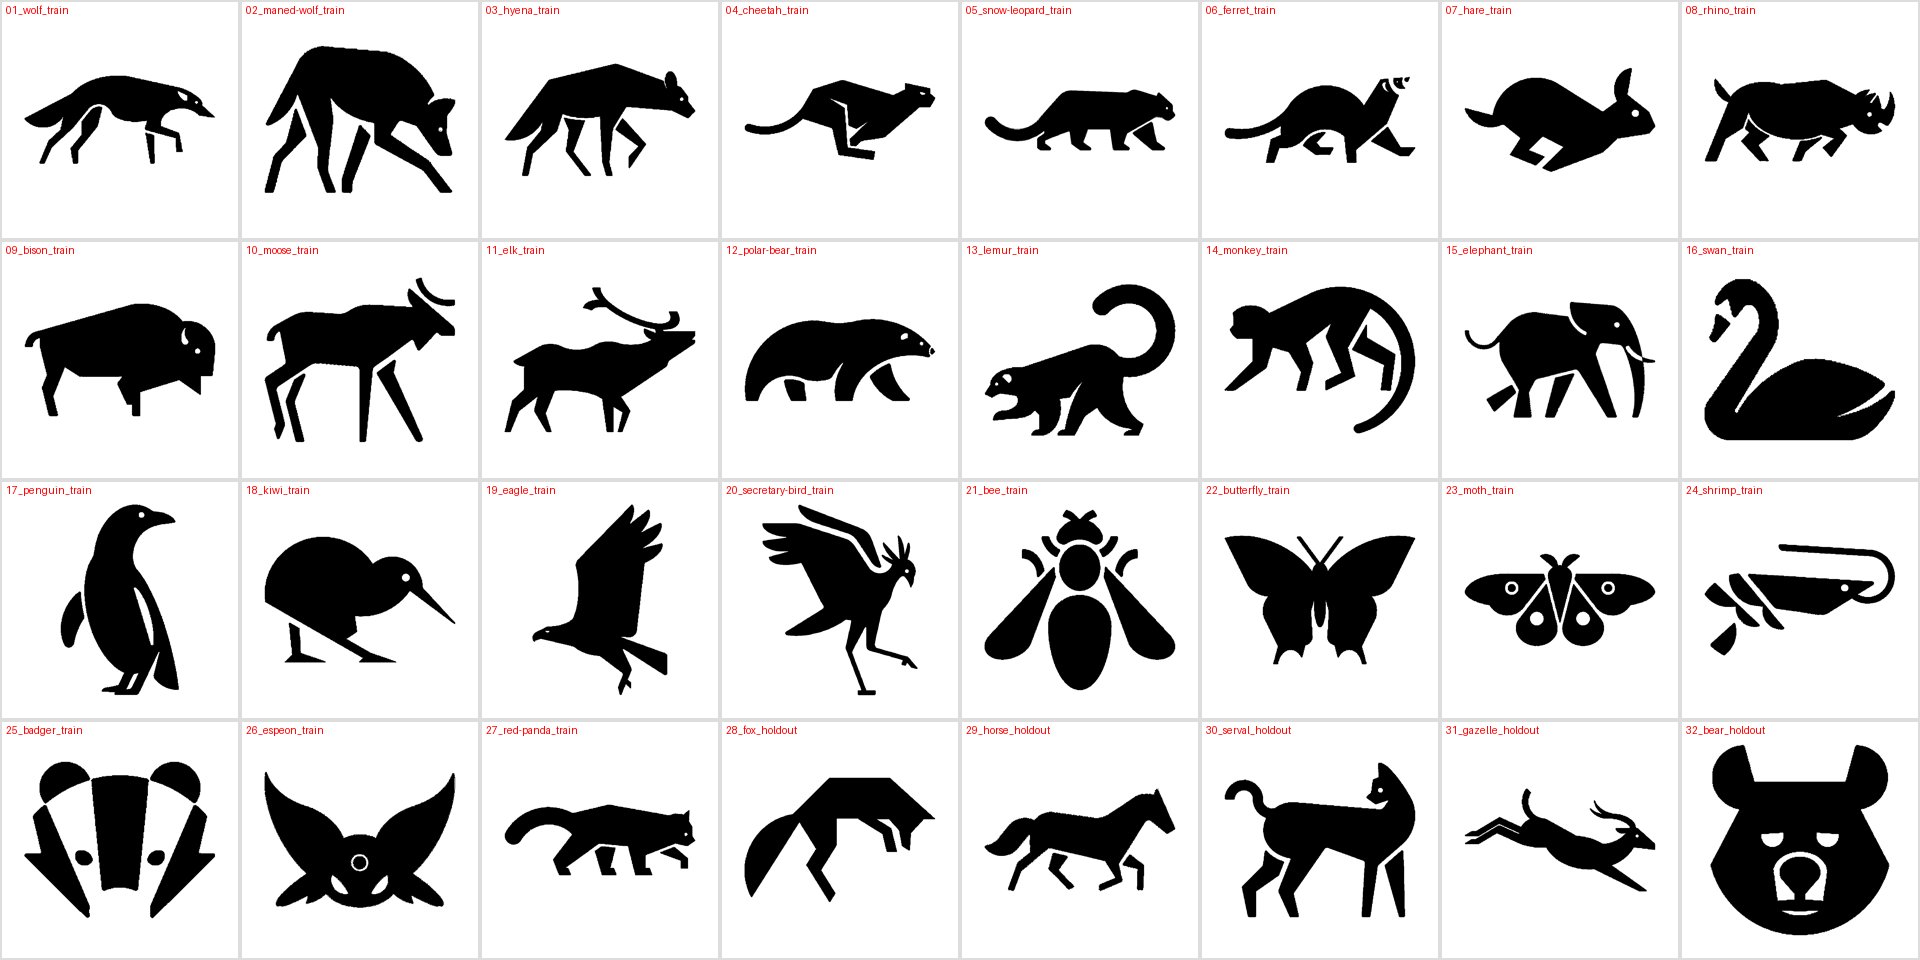 01_wolf_train
02_maned-wolf_train
03_hyena_train
04_cheetah_train
05_snow-leopard_train
06_ferret_train
07_hare_train
08_rhino_train
09_bison_train
10_moose_train
11_elk_train
12_polar-bear_train
13_lemur_train
14_monkey_train
15_elephant_train
16_swan_train
17_penguin_train
18_kiwi_train
19_eagle_train
20_secretary-bird_train
21_bee_train
22_butterfly_train
23_moth_train
24_shrimp_train
25_badger_train
26_espeon_train
27_red-panda_train
28_fox_holdout
29_horse_holdout
30_serval_holdout
31_gazelle_holdout
32_bear_holdout